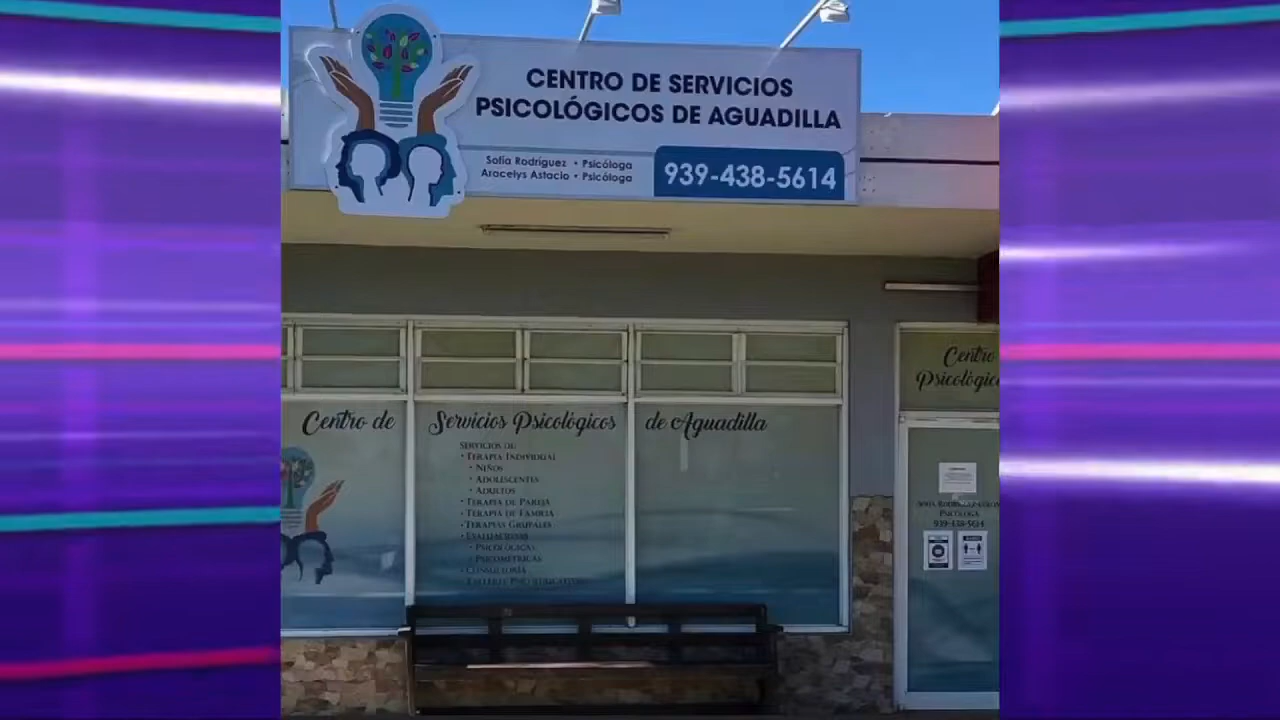 CENTRO DE SERVICIOS
PSICOLÓGICOS DE AGUADILLA
Sofía Rodríguez • Psicóloga
Aracelys Astacio • Psicóloga
939-438-5614
Centro de Servicios Psicológicos de Aguadilla
SERVICIOS DE:
• TERAPIA INDIVIDUAL
• NIÑOS
• ADOLESCENTES
• ADULTOS
• TERAPIA DE PAREJA
• TERAPIA DE FAMILIA
• TERAPIAS GRUPALES
• EVALUACIONES
• PSICOLÓGICAS
• PSICOMÉTRICAS
• CONSULTORÍA
Centro
Psicológic
PSICÓLOGA
939-438-5614